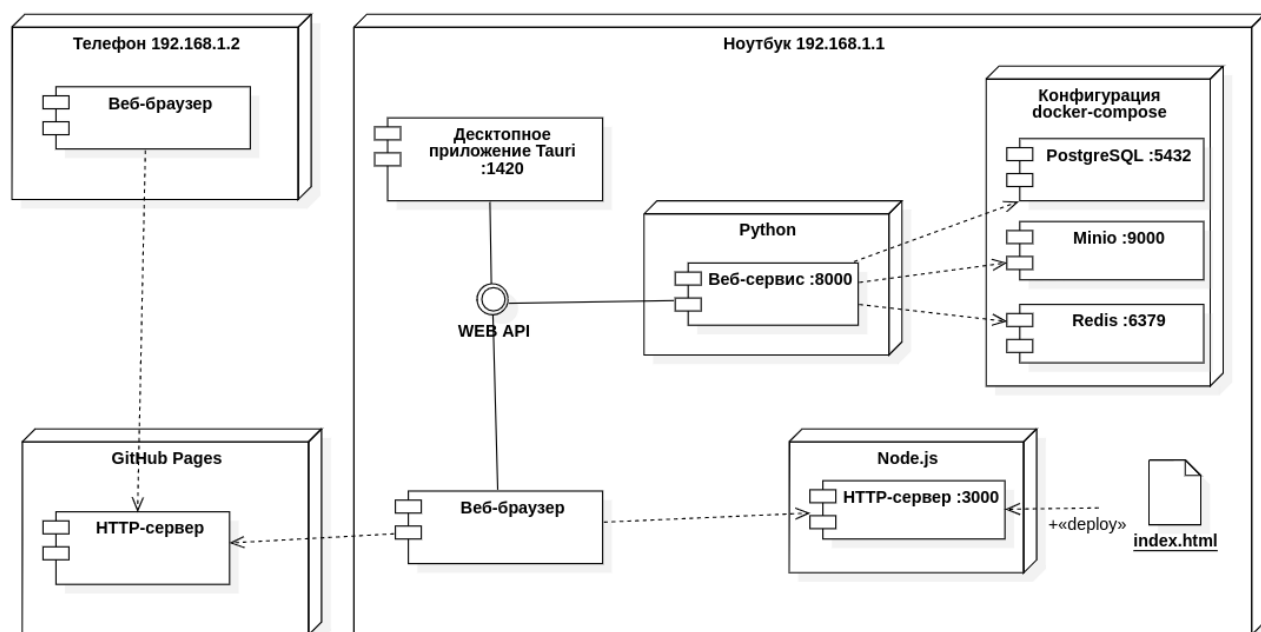 Телефон 192.168.1.2
Веб-браузер
Ноутбук 192.168.1.1
Десктопное
приложение Tauri
:1420
WEB API
Python
Веб-сервис :8000
Конфигурация
docker-compose
PostgreSQL :5432
Minio :9000
Redis :6379
GitHub Pages
HTTP-сервер
Веб-браузер
Node.js
HTTP-сервер :3000
+«deploy»
index.html